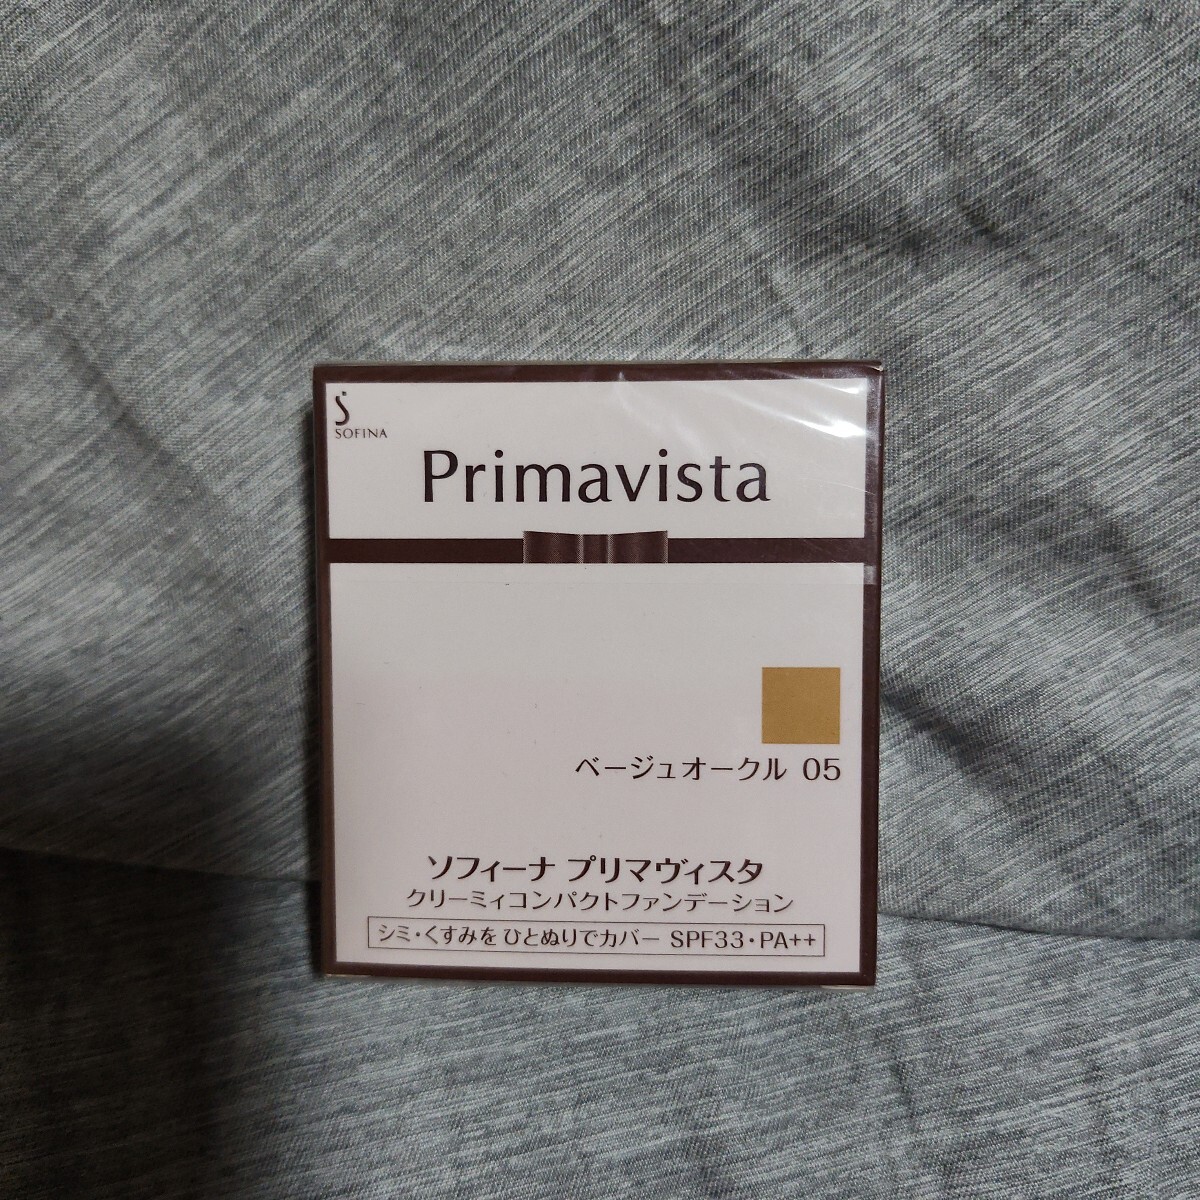 SOFINA
Primavista
ベージュオークル 05
ソフィーナ プリマヴィスタ
クリーミィコンパクトファンデーション
シミ・くすみを ひとぬりでカバー SPF33・PA++